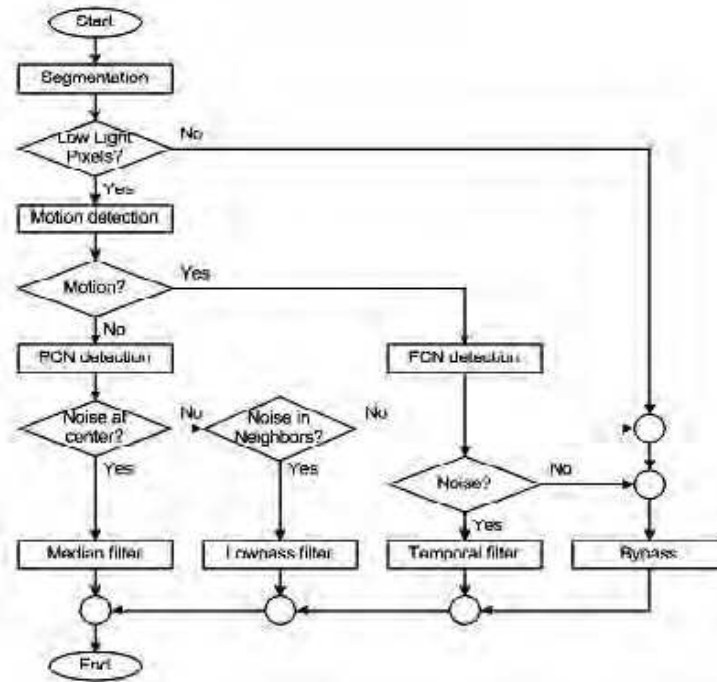 Start
Segmentation
Low Light
Pixels?
No
Yes
Motion detection
Motion?
Yes
No
PCN detection
FCN detection
Noise at
center?
No
Noise in
Neighbors?
No
Yes
Yes
Noise?
No
Yes
Median filter
Lowpass filter
Temporal filter
Bypass
End